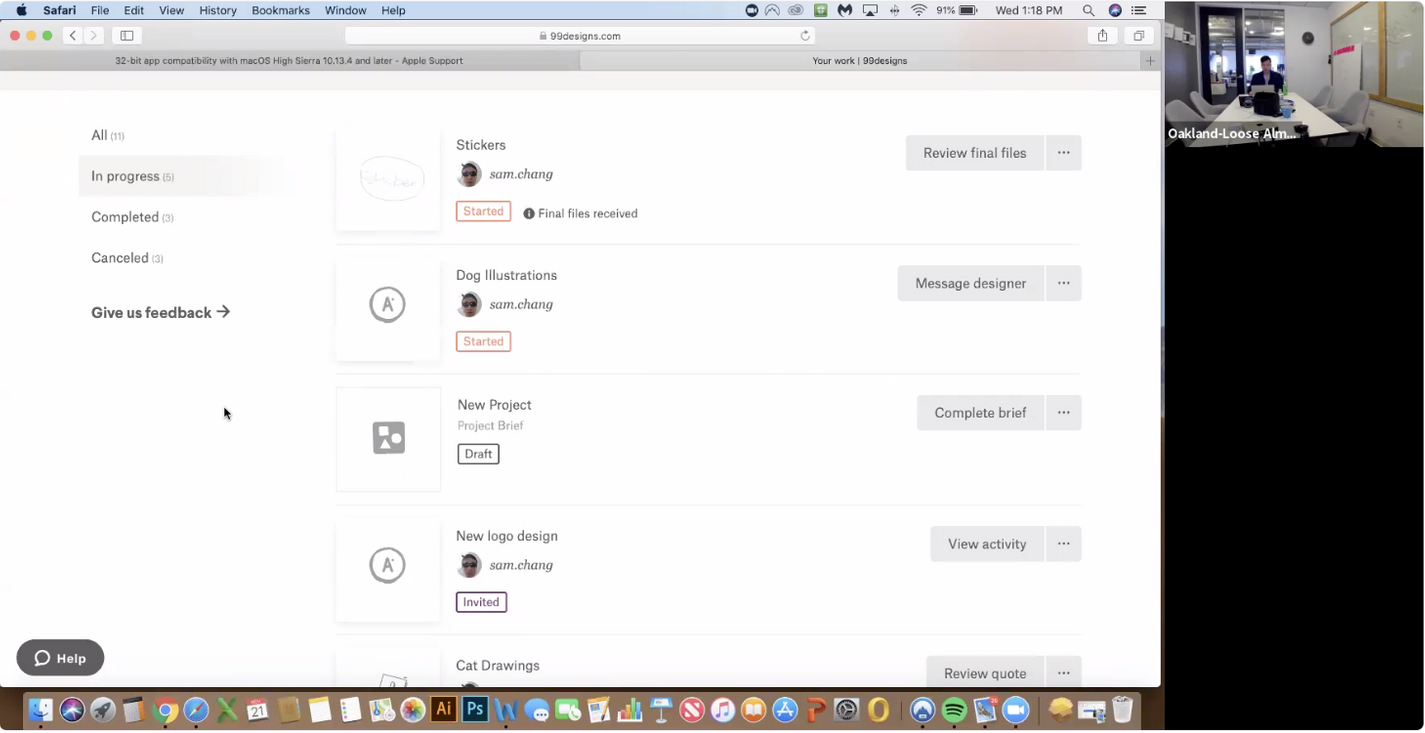 Safari File Edit View History Bookmarks Window Help 91% Wed 1:18 PM
99designs.com
32-bit app compatibility with macOS High Sierra 10.13.4 and later - Apple Support
Your work | 99designs
All (11)
In progress (5)
Completed (3)
Canceled (3)
Give us feedback →
Stickers
sam.chang
Started Final files received
Review final files ...
Dog Illustrations
sam.chang
Started
Message designer ...
New Project
Project Brief
Draft
Complete brief ...
New logo design
sam.chang
Invited
View activity ...
Cat Drawings
Review quote ...
Help
Oakland-Loose Alm...
21
Ai
Ps